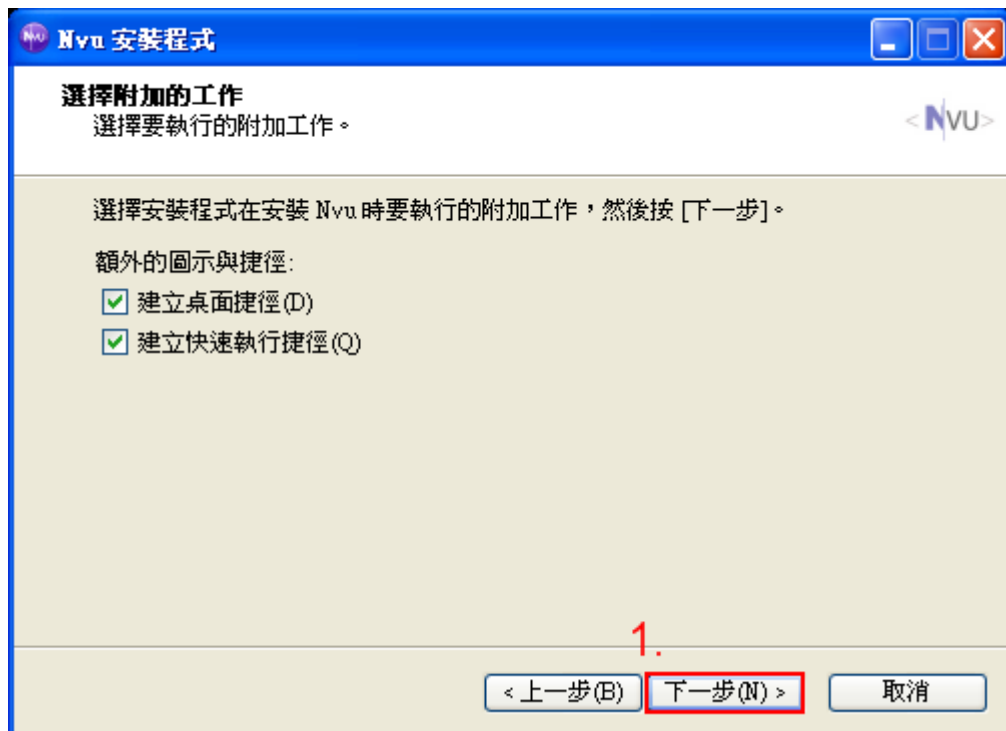 Nvu 安裝程式
選擇附加的工作
選擇要執行的附加工作。
<NVU>
選擇安裝程式在安裝 Nvu 時要執行的附加工作，然後按 [下一步]。
額外的圖示與捷徑:
建立桌面捷徑(D)
建立快速執行捷徑(Q)
1.
<上一步(B) 下一步(N)> 取消